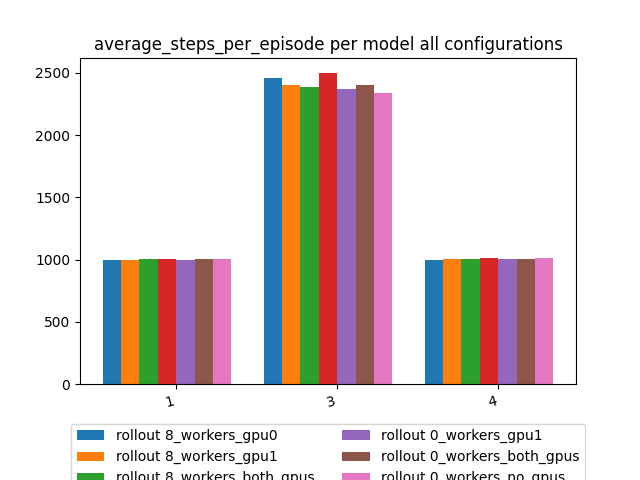 average_steps_per_episode per model all configurations
2500
2000
1500
1000
500
0
1
3
4
rollout 8_workers_gpu0
rollout 8_workers_gpu1
rollout 8_workers_both_gpus
rollout 0_workers_gpu1
rollout 0_workers_both_gpus
rollout 0_workers_no_gpus